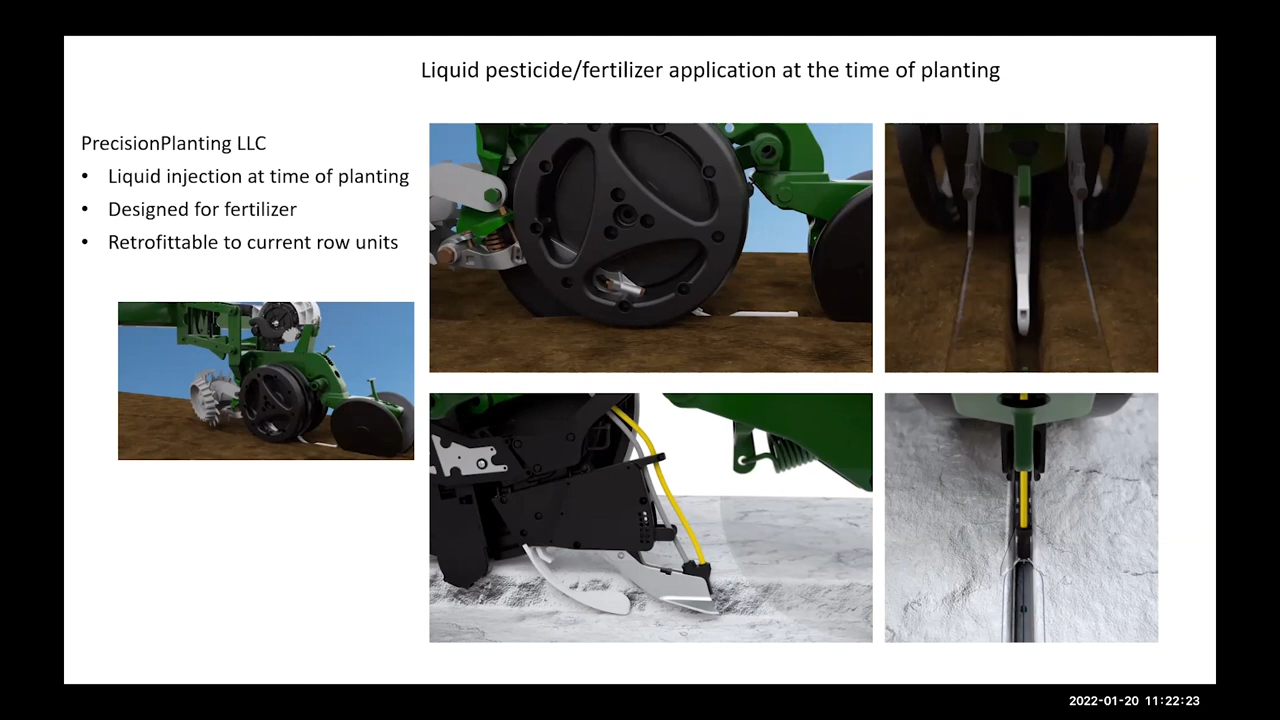 Liquid pesticide/fertilizer application at the time of planting
PrecisionPlanting LLC
• Liquid injection at time of planting
• Designed for fertilizer
• Retrofittable to current row units
2022-01-20 11:22:23